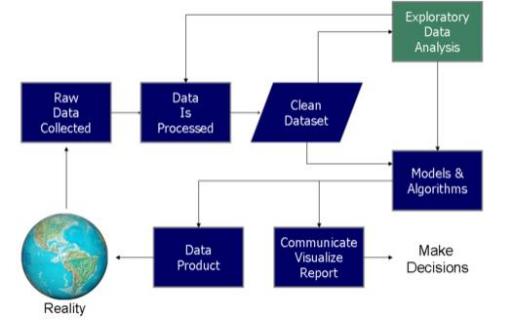 Exploratory
Data
Analysis
Raw
Data
Collected
Data
Is
Processed
Clean
Dataset
Models &
Algorithms
Data
Product
Communicate
Visualize
Report
Make
Decisions
Reality